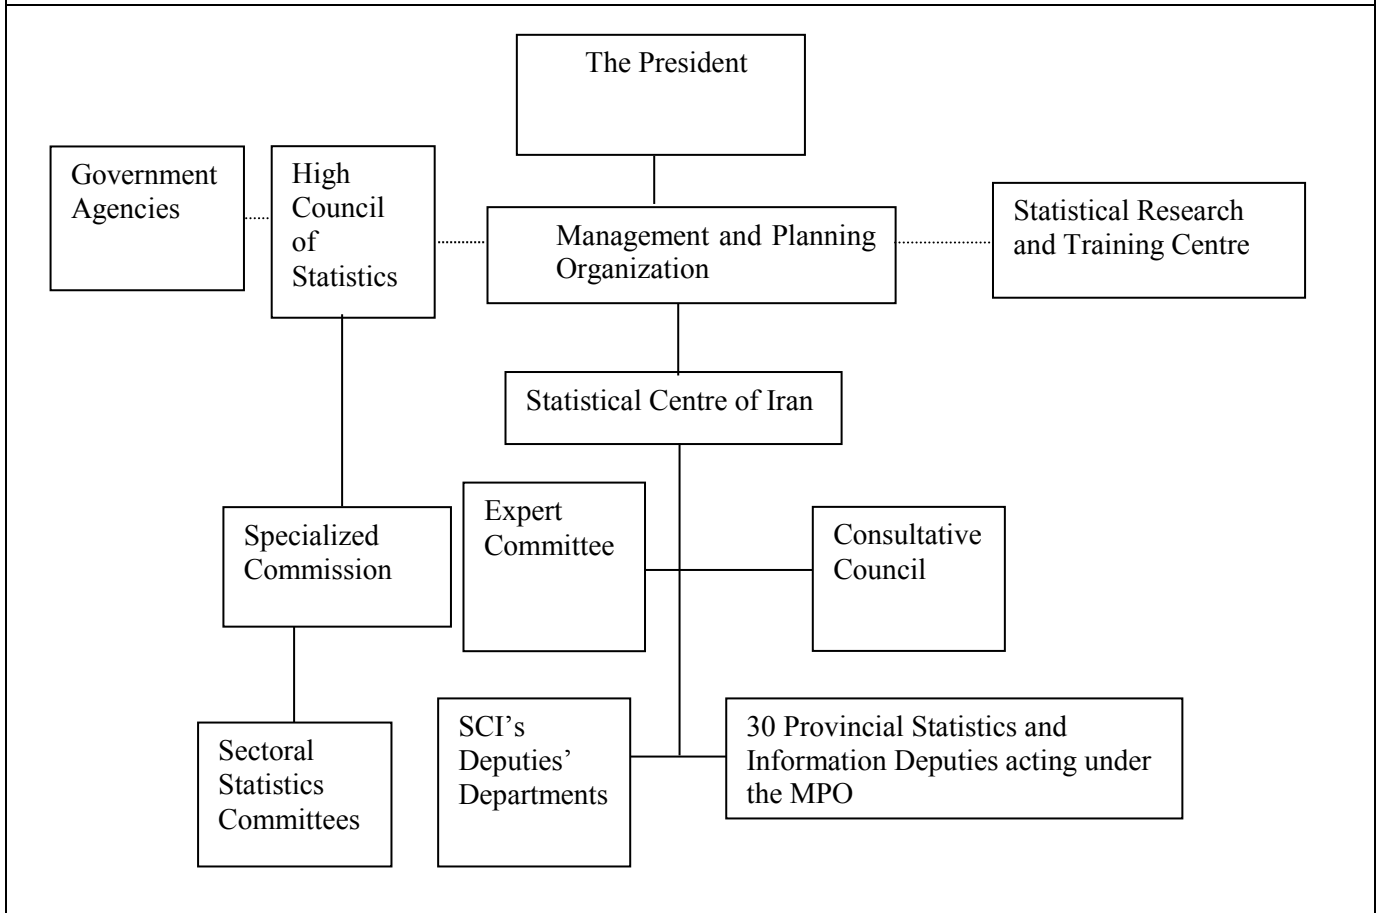 The President
Government
Agencies
High
Council
of
Statistics
Management and Planning
Organization
Statistical Research
and Training Centre
Statistical Centre of Iran
Specialized
Commission
Expert
Committee
Consultative
Council
Sectoral
Statistics
Committees
SCI’s
Deputies’
Departments
30 Provincial Statistics and
Information Deputies acting under
the MPO